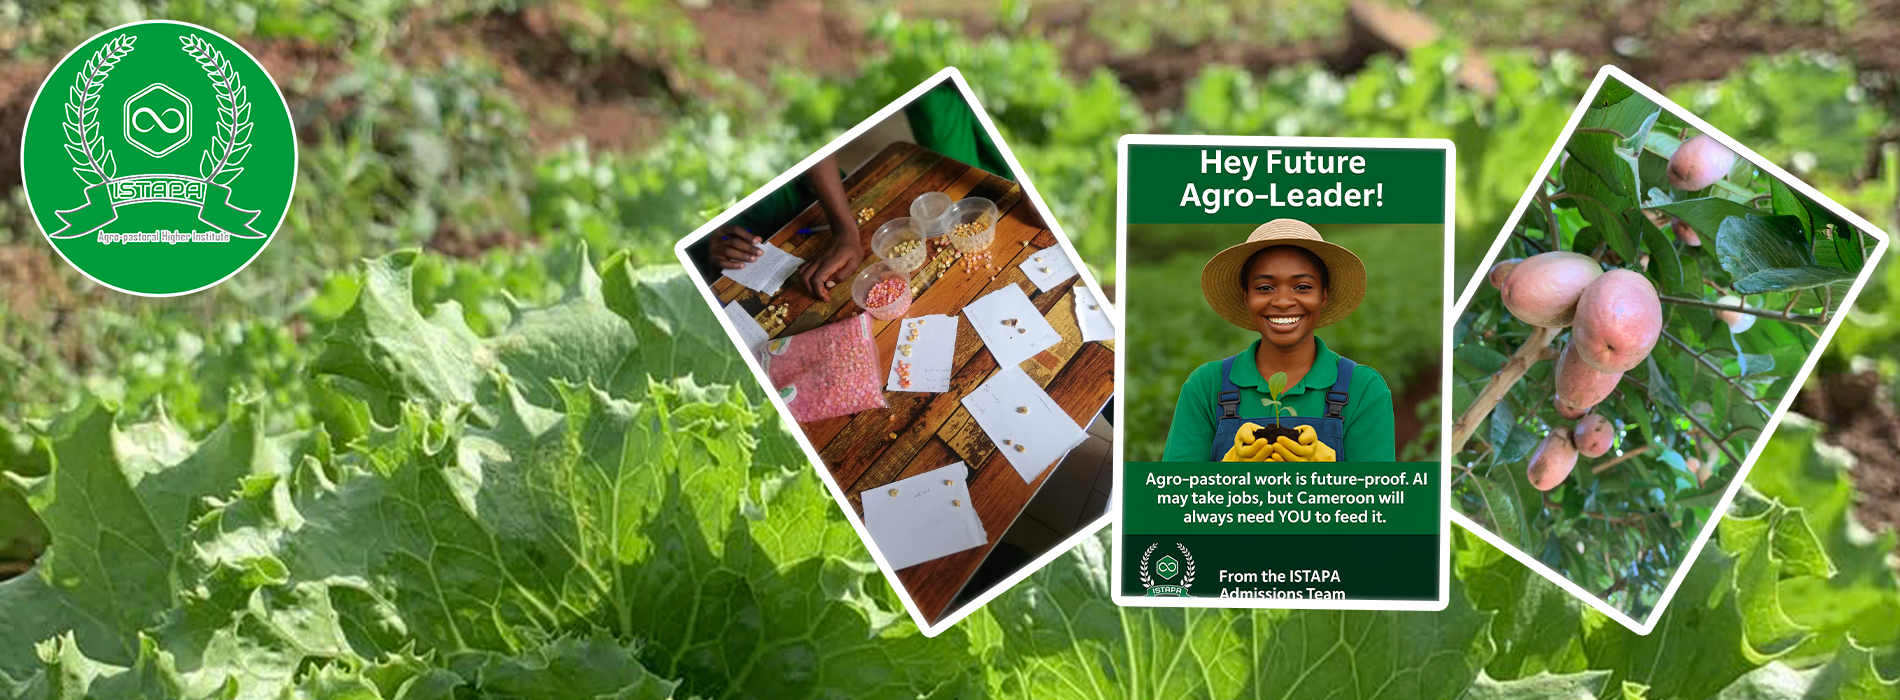 ISTAPA
Agro-pastoral Higher Institute
Hey Future
Agro-Leader!
Agro-pastoral work is future-proof. AI
may take jobs, but Cameroon will
always need YOU to feed it.
ISTAPA
From the ISTAPA
Admissions Team